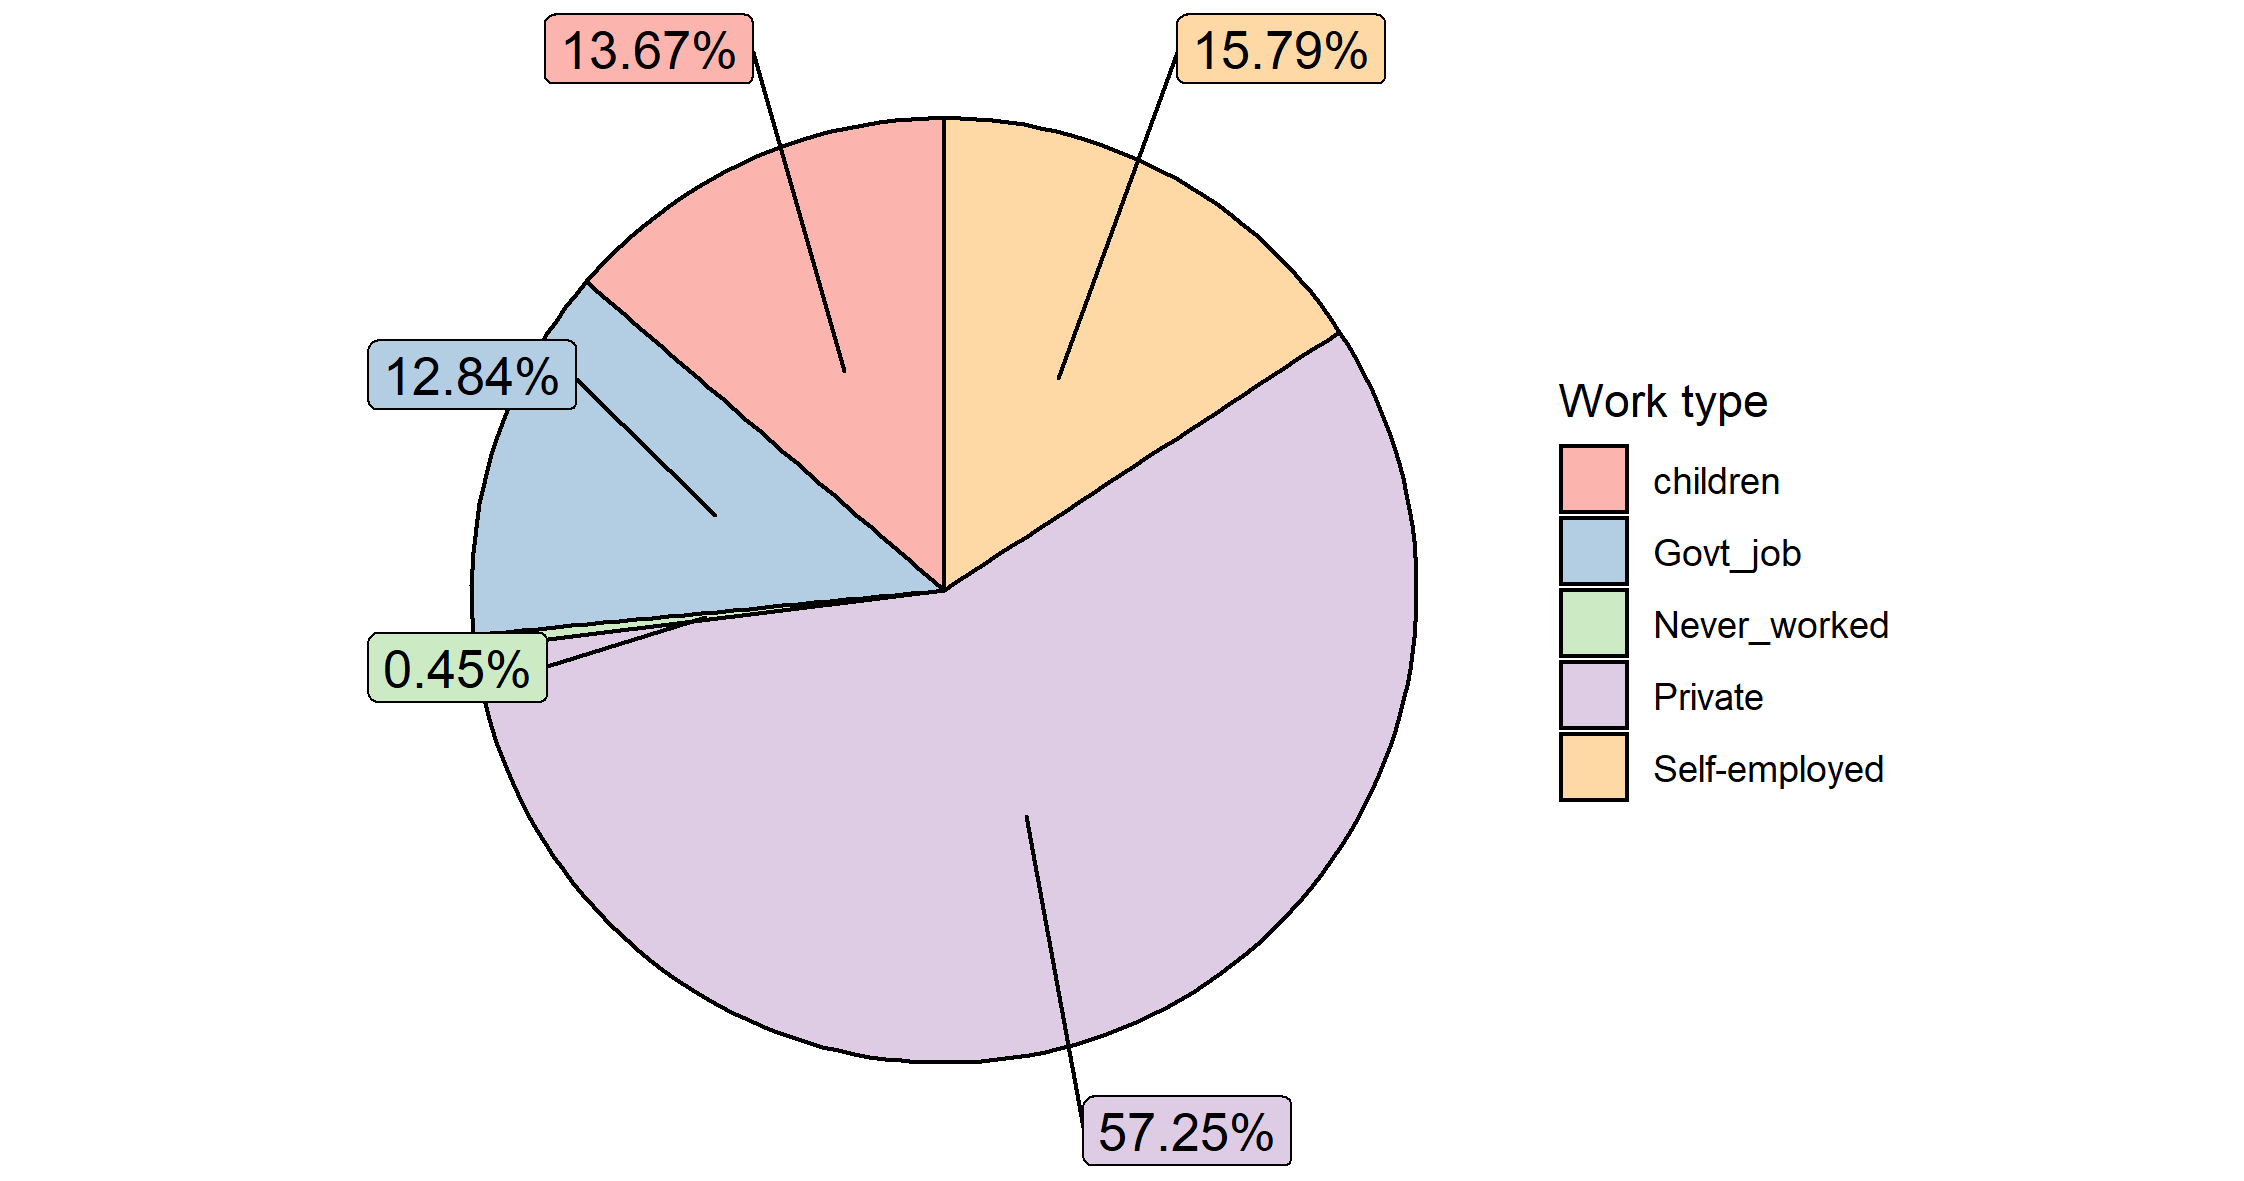 13.67%
15.79%
12.84%
0.45%
57.25%
Work type
children
Govt_job
Never_worked
Private
Self-employed